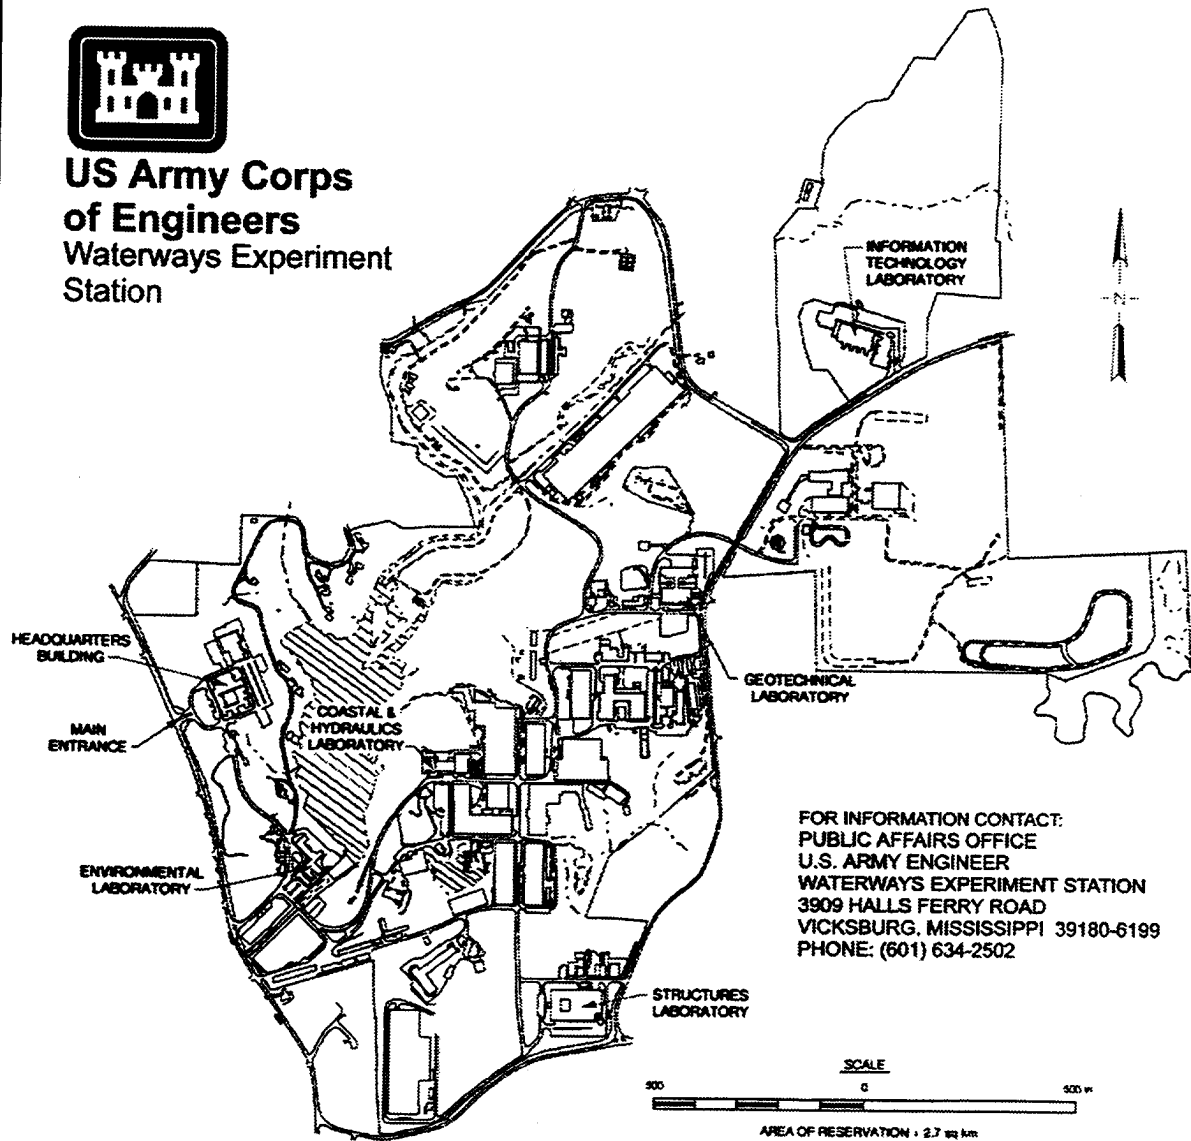 US Army Corps
of Engineers
Waterways Experiment
Station
INFORMATION
TECHNOLOGY
LABORATORY
N
HEADQUARTERS
BUILDING
MAIN
ENTRANCE
COASTAL &
HYDRAULICS
LABORATORY
GEOTECHNICAL
LABORATORY
ENVIRONMENTAL
LABORATORY
STRUCTURES
LABORATORY
FOR INFORMATION CONTACT:
PUBLIC AFFAIRS OFFICE
U.S. ARMY ENGINEER
WATERWAYS EXPERIMENT STATION
3909 HALLS FERRY ROAD
VICKSBURG, MISSISSIPPI 39180-6199
PHONE: (601) 634-2502
SCALE
500 0 500 m
AREA OF RESERVATION : 2.7 sq km